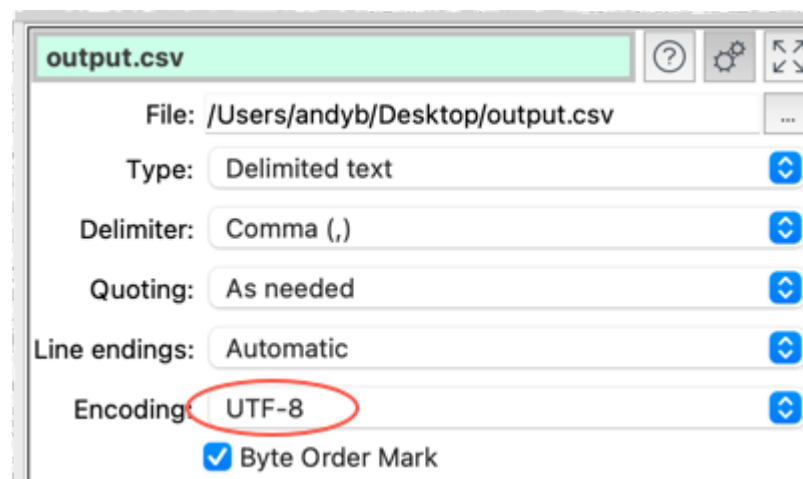 output.csv
File: /Users/andyb/Desktop/output.csv ...
Type: Delimited text
Delimiter: Comma (,)
Quoting: As needed
Line endings: Automatic
Encoding: UTF-8
Byte Order Mark